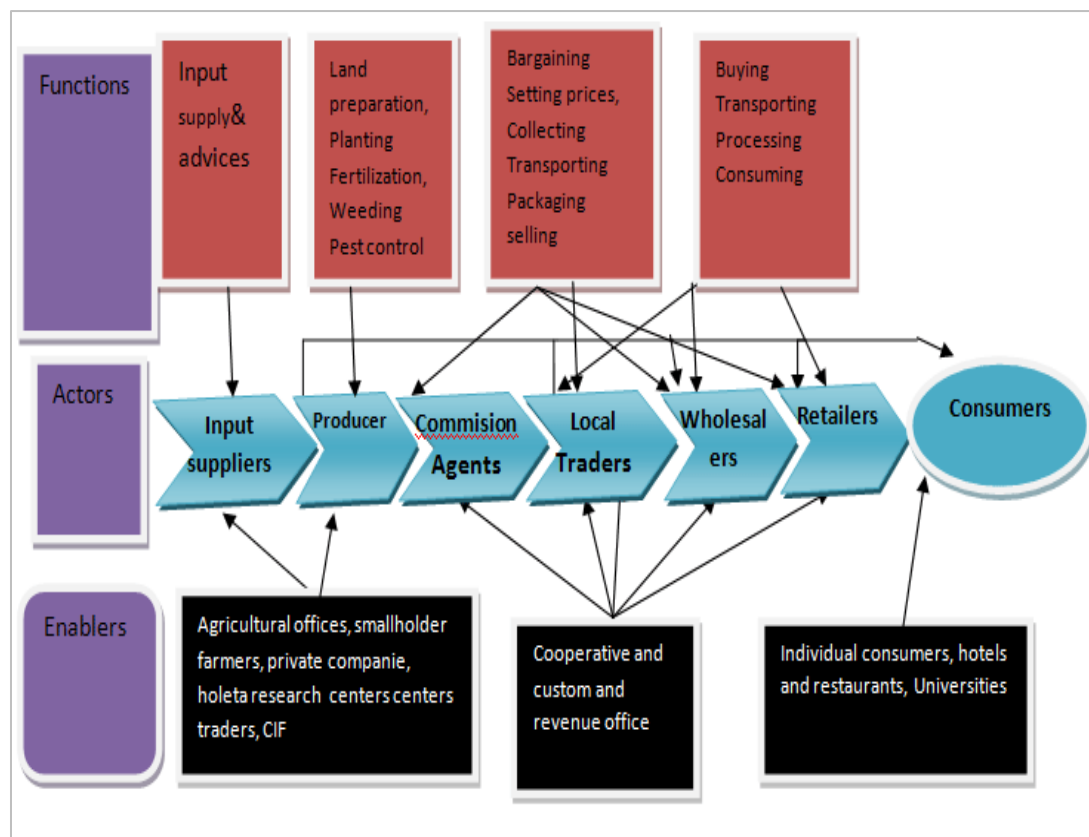 Functions
Input
supply&
advices
Land
preparation,
Planting
Fertilization,
Weeding
Pest control
Bargaining
Setting prices,
Collecting
Transporting
Packaging
selling
Buying
Transporting
Processing
Consuming
Actors
Input
suppliers
Producer
Commision
Agents
Local
Traders
Wholesal
ers
Retailers
Consumers
Enablers
Agricultural offices, smallholder
farmers, private companie,
holeta research centers centers
traders, CIF
Cooperative and
custom and
revenue office
Individual consumers, hotels
and restaurants, Universities